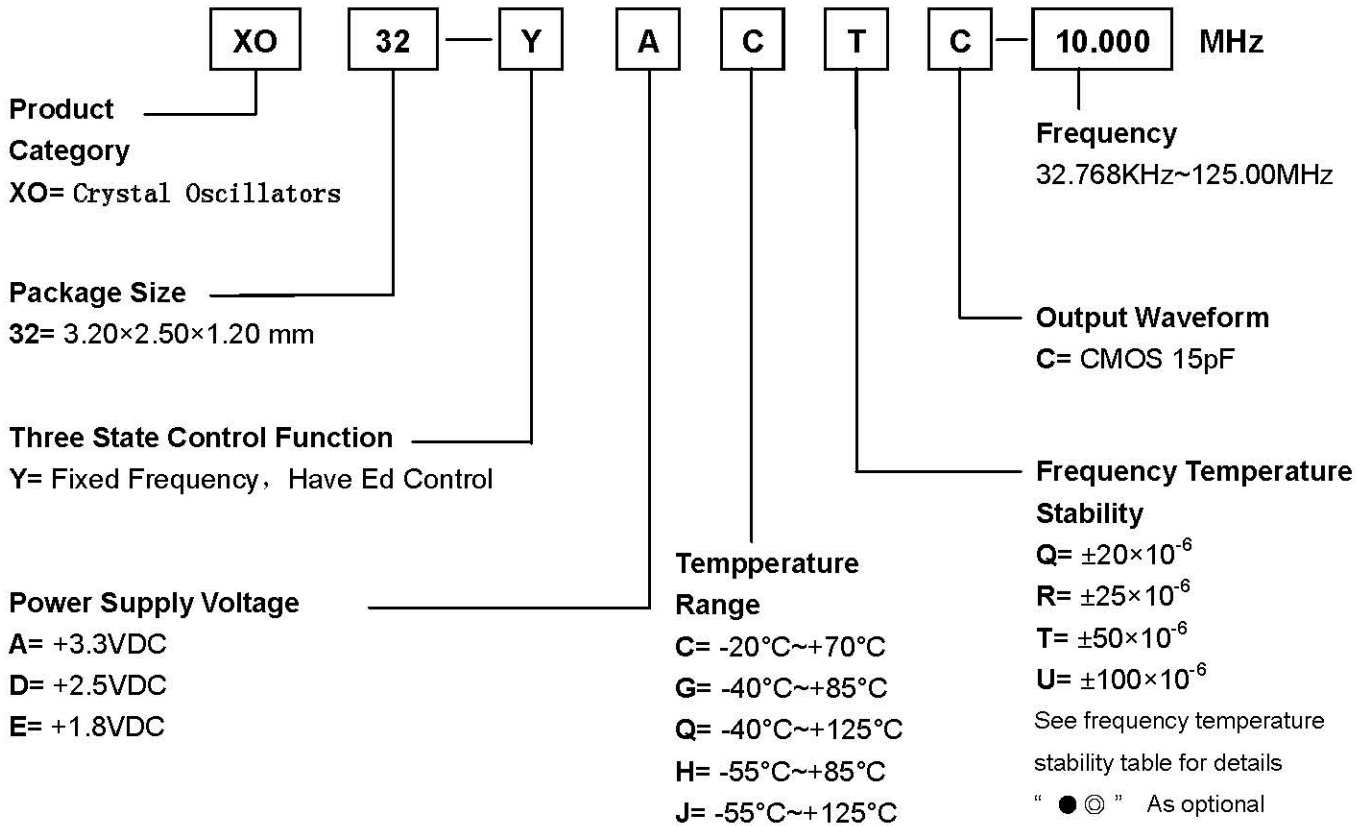 XO 32 — Y A C T C — 10.000 MHz
Product
Category
XO= Crystal Oscillators
Package Size
32= 3.20×2.50×1.20 mm
Three State Control Function
Y= Fixed Frequency，Have Ed Control
Power Supply Voltage
A= +3.3VDC
D= +2.5VDC
E= +1.8VDC
Tempperature
Range
C= -20°C~+70°C
G= -40°C~+85°C
Q= -40°C~+125°C
H= -55°C~+85°C
J= -55°C~+125°C
Frequency
32.768KHz~125.00MHz
Output Waveform
C= CMOS 15pF
Frequency Temperature
Stability
Q= ±20×10⁻⁶
R= ±25×10⁻⁶
T= ±50×10⁻⁶
U= ±100×10⁻⁶
See frequency temperature
stability table for details
“ ●◎ ” As optional